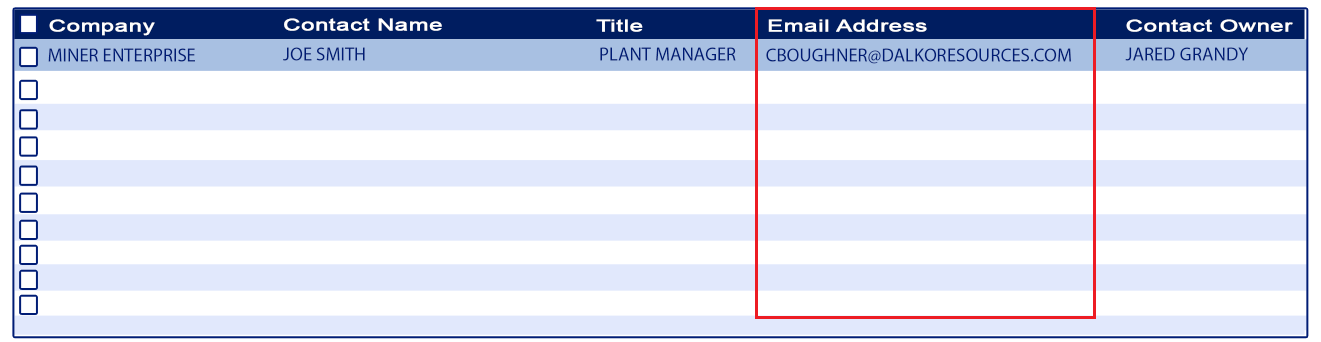 Company Contact Name Title Email Address Contact Owner
MINER ENTERPRISE JOE SMITH PLANT MANAGER CBOUGHNER@DALKORESOURCES.COM JARED GRANDY